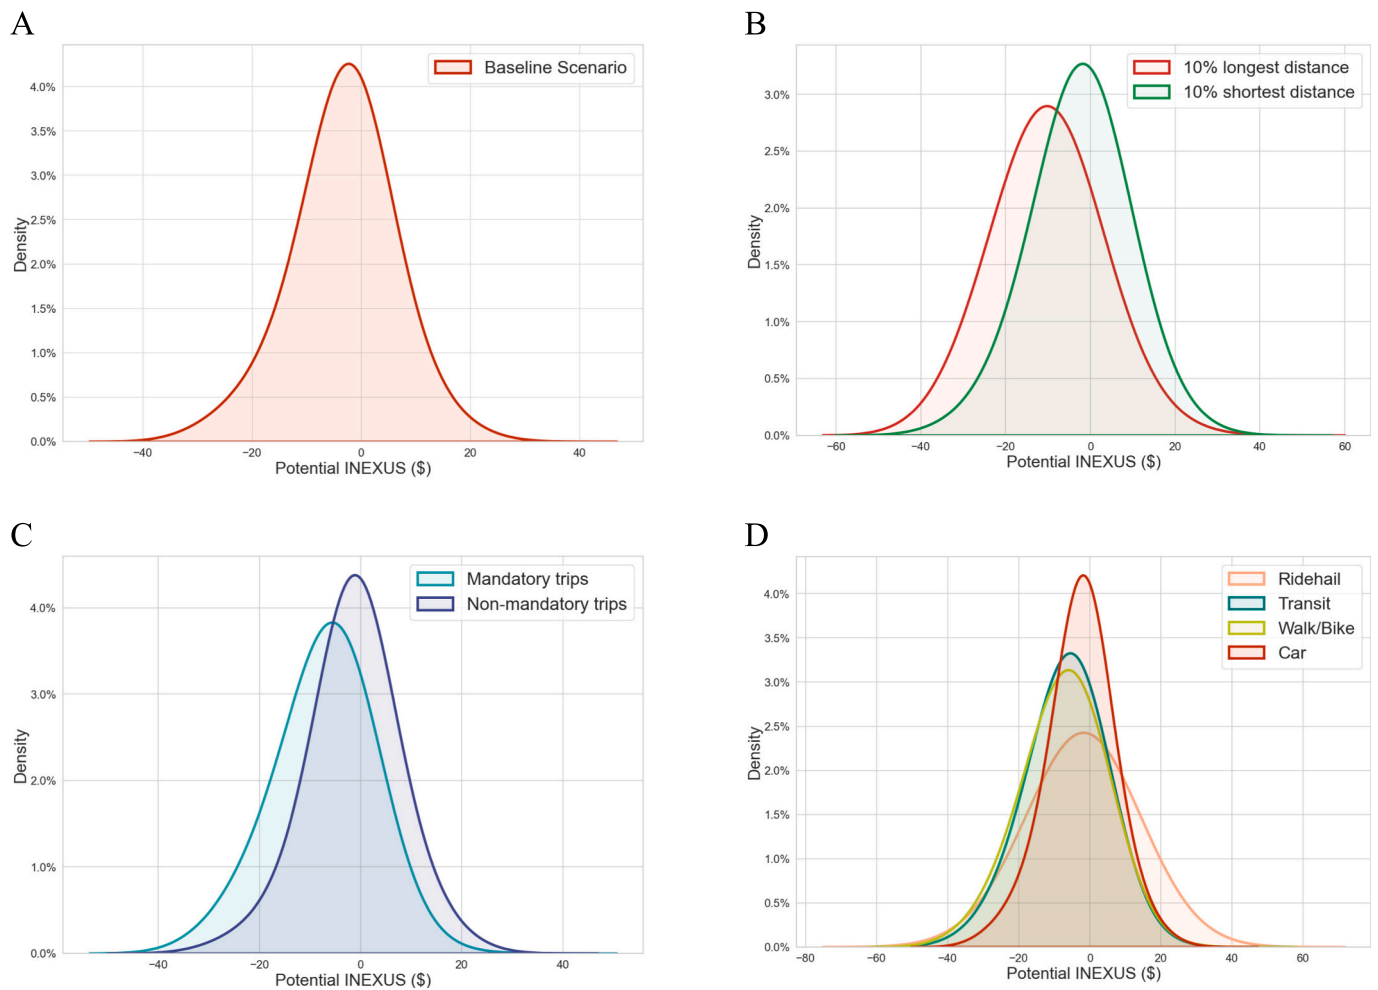 A
Baseline Scenario
4.0%
3.5%
3.0%
2.5%
2.0%
1.5%
1.0%
0.5%
0.0%
Density
−40 −20 0 20 40
Potential INEXUS ($)
B
10% longest distance
10% shortest distance
3.0%
2.5%
2.0%
1.5%
1.0%
0.5%
0.0%
Density
−60 −40 −20 0 20 40 60
Potential INEXUS ($)
C
Mandatory trips
Non-mandatory trips
4.0%
3.0%
2.0%
1.0%
0.0%
Density
−40 −20 0 20 40
Potential INEXUS ($)
D
Ridehail
Transit
Walk/Bike
Car
4.0%
3.5%
3.0%
2.5%
2.0%
1.5%
1.0%
0.5%
0.0%
Density
−80 −60 −40 −20 0 20 40 60
Potential INEXUS ($)